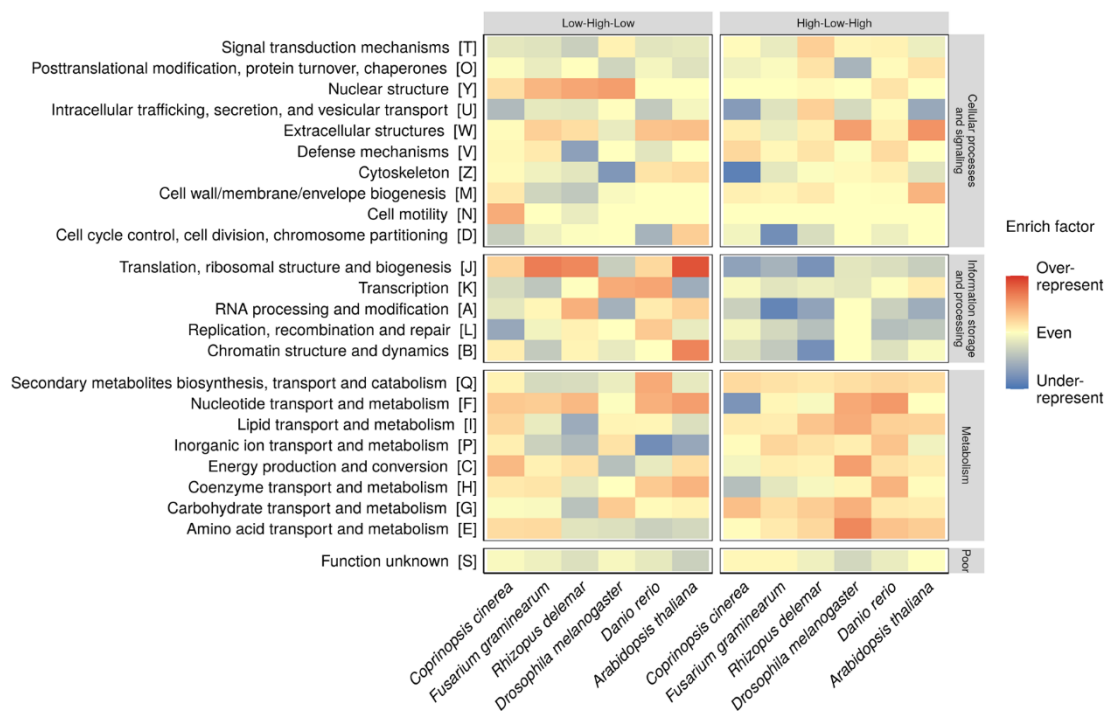 Low-High-Low
High-Low-High
Signal transduction mechanisms [T]
Posttranslational modification, protein turnover, chaperones [O]
Nuclear structure [Y]
Intracellular trafficking, secretion, and vesicular transport [U]
Extracellular structures [W]
Defense mechanisms [V]
Cytoskeleton [Z]
Cell wall/membrane/envelope biogenesis [M]
Cell motility [N]
Cell cycle control, cell division, chromosome partitioning [D]
Cellular processes
and signaling
Translation, ribosomal structure and biogenesis [J]
Transcription [K]
RNA processing and modification [A]
Replication, recombination and repair [L]
Chromatin structure and dynamics [B]
Information storage
and processing
Secondary metabolites biosynthesis, transport and catabolism [Q]
Nucleotide transport and metabolism [F]
Lipid transport and metabolism [I]
Inorganic ion transport and metabolism [P]
Energy production and conversion [C]
Coenzyme transport and metabolism [H]
Carbohydrate transport and metabolism [G]
Amino acid transport and metabolism [E]
Metabolism
Function unknown [S]
Poor
Coprinopsis cinerea
Fusarium graminearum
Rhizopus delemar
Drosophila melanogaster
Danio rerio
Arabidopsis thaliana
Coprinopsis cinerea
Fusarium graminearum
Rhizopus delemar
Drosophila melanogaster
Danio rerio
Arabidopsis thaliana
Enrich factor
Over-
represent
Even
Under-
represent